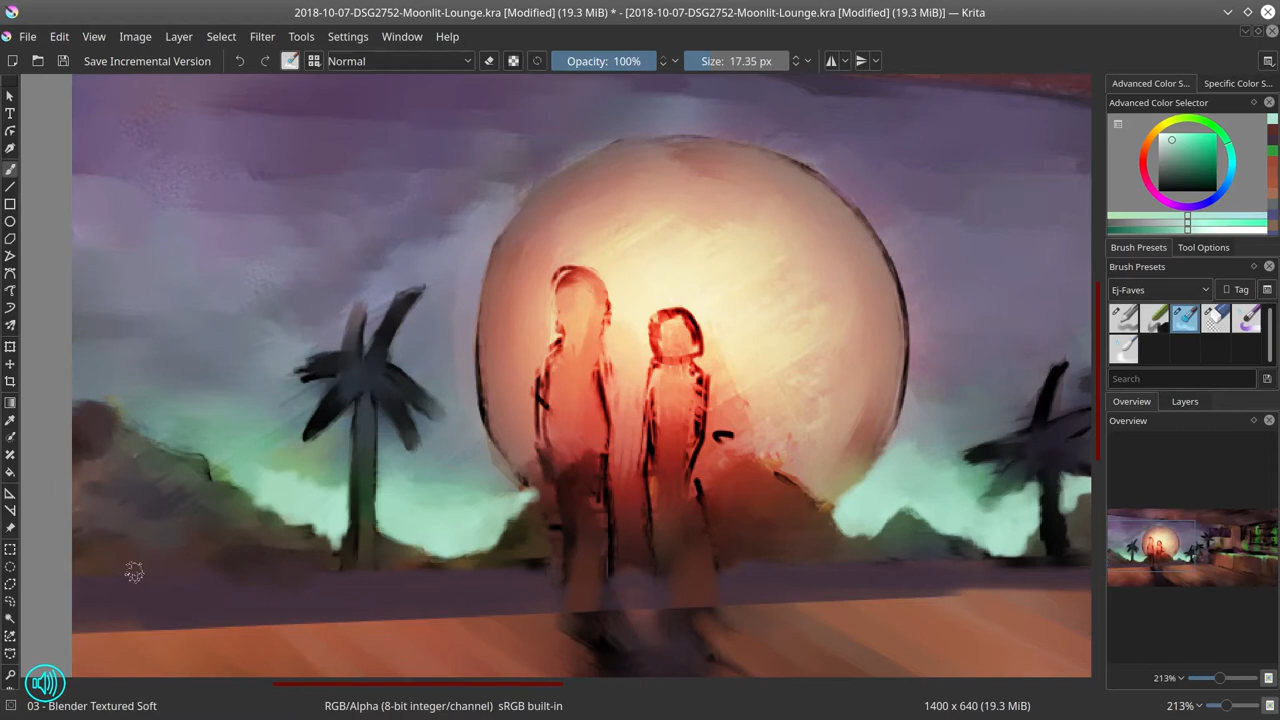 2018-10-07-DSG2752-Moonlit-Lounge.kra [Modified] (19.3 MiB) * - [2018-10-07-DSG2752-Moonlit-Lounge.kra [Modified] (19.3 MiB)] — Krita
File Edit View Image Layer Select Filter Tools Settings Window Help
Save Incremental Version Normal Opacity: 100% Size: 17.35 px
Advanced Color S... Specific Color S...
Advanced Color Selector
Brush Presets Tool Options
Brush Presets
Ej-Faves Tag
Search
Overview Layers
Overview
213%
03 - Blender Textured Soft RGB/Alpha (8-bit integer/channel) sRGB built-in 1400 x 640 (19.3 MiB) 213%